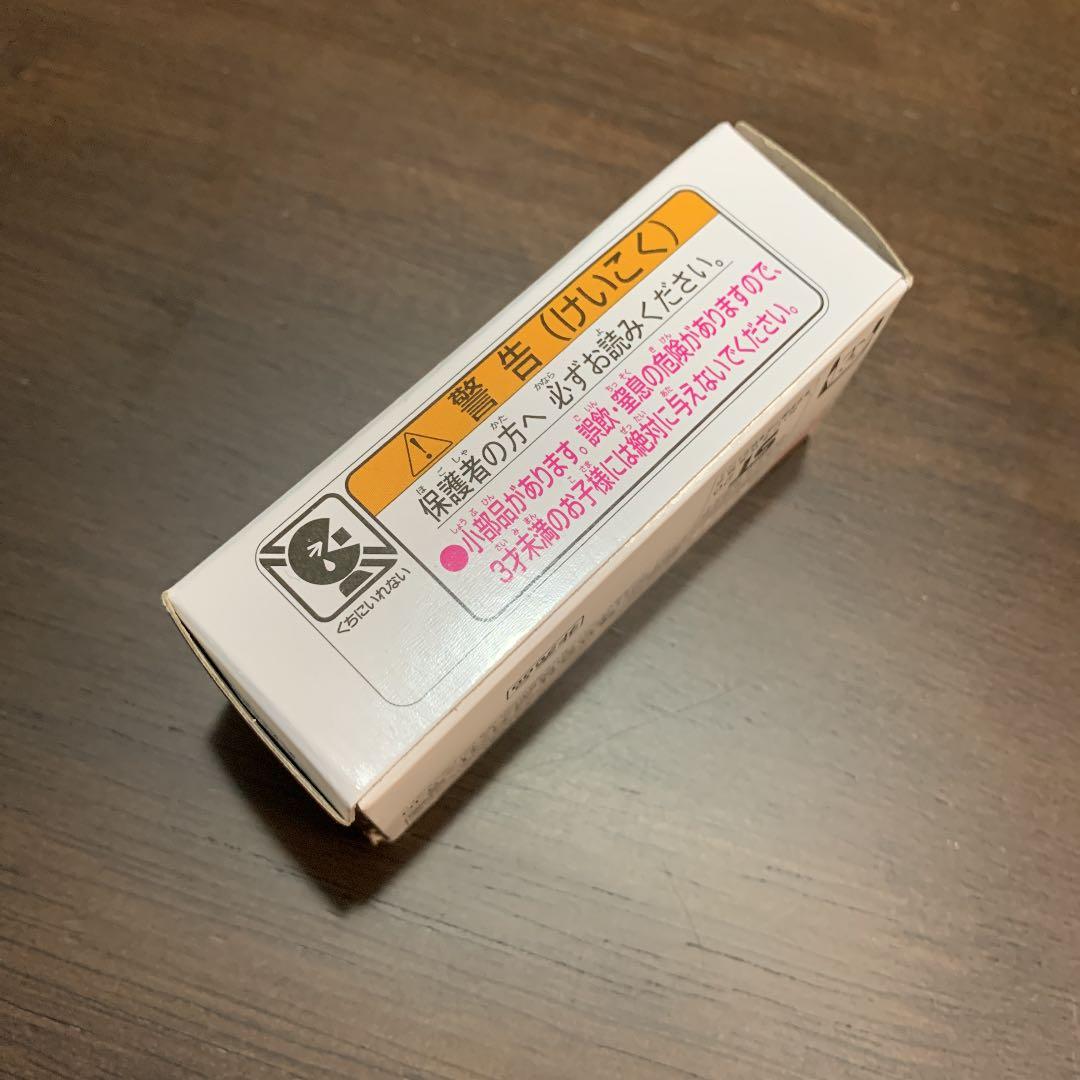 警告(けいこく)
保護者の方へ 必ずお読みください。
●小部品があります。誤飲・窒息の危険がありますので、
3才未満のお子様には絶対に与えないでください。
くちにいれない